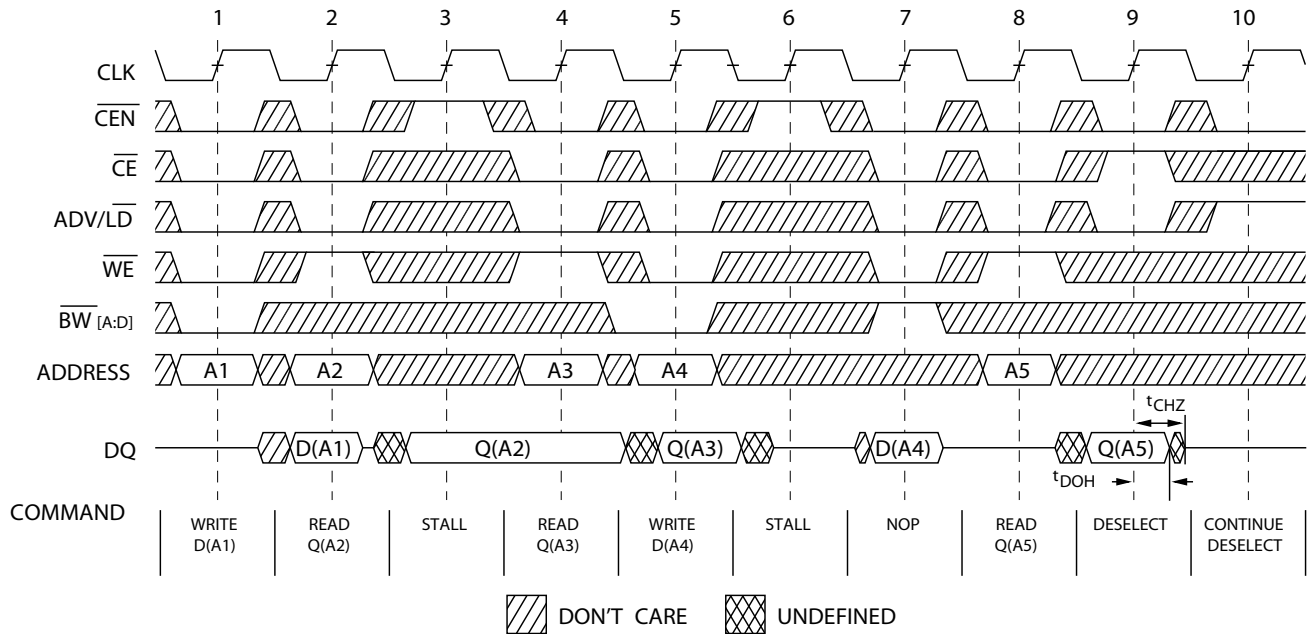 1 2 3 4 5 6 7 8 9 10
CLK
CEN
CE
ADV/LD
WE
BW [A:D]
ADDRESS A1 A2 A3 A4 A5
tCHZ
DQ D(A1) Q(A2) Q(A3) D(A4) Q(A5)
tDOH
COMMAND WRITE READ STALL READ WRITE STALL NOP READ DESELECT CONTINUE
D(A1) Q(A2) Q(A3) D(A4) Q(A5) DESELECT
DON'T CARE UNDEFINED